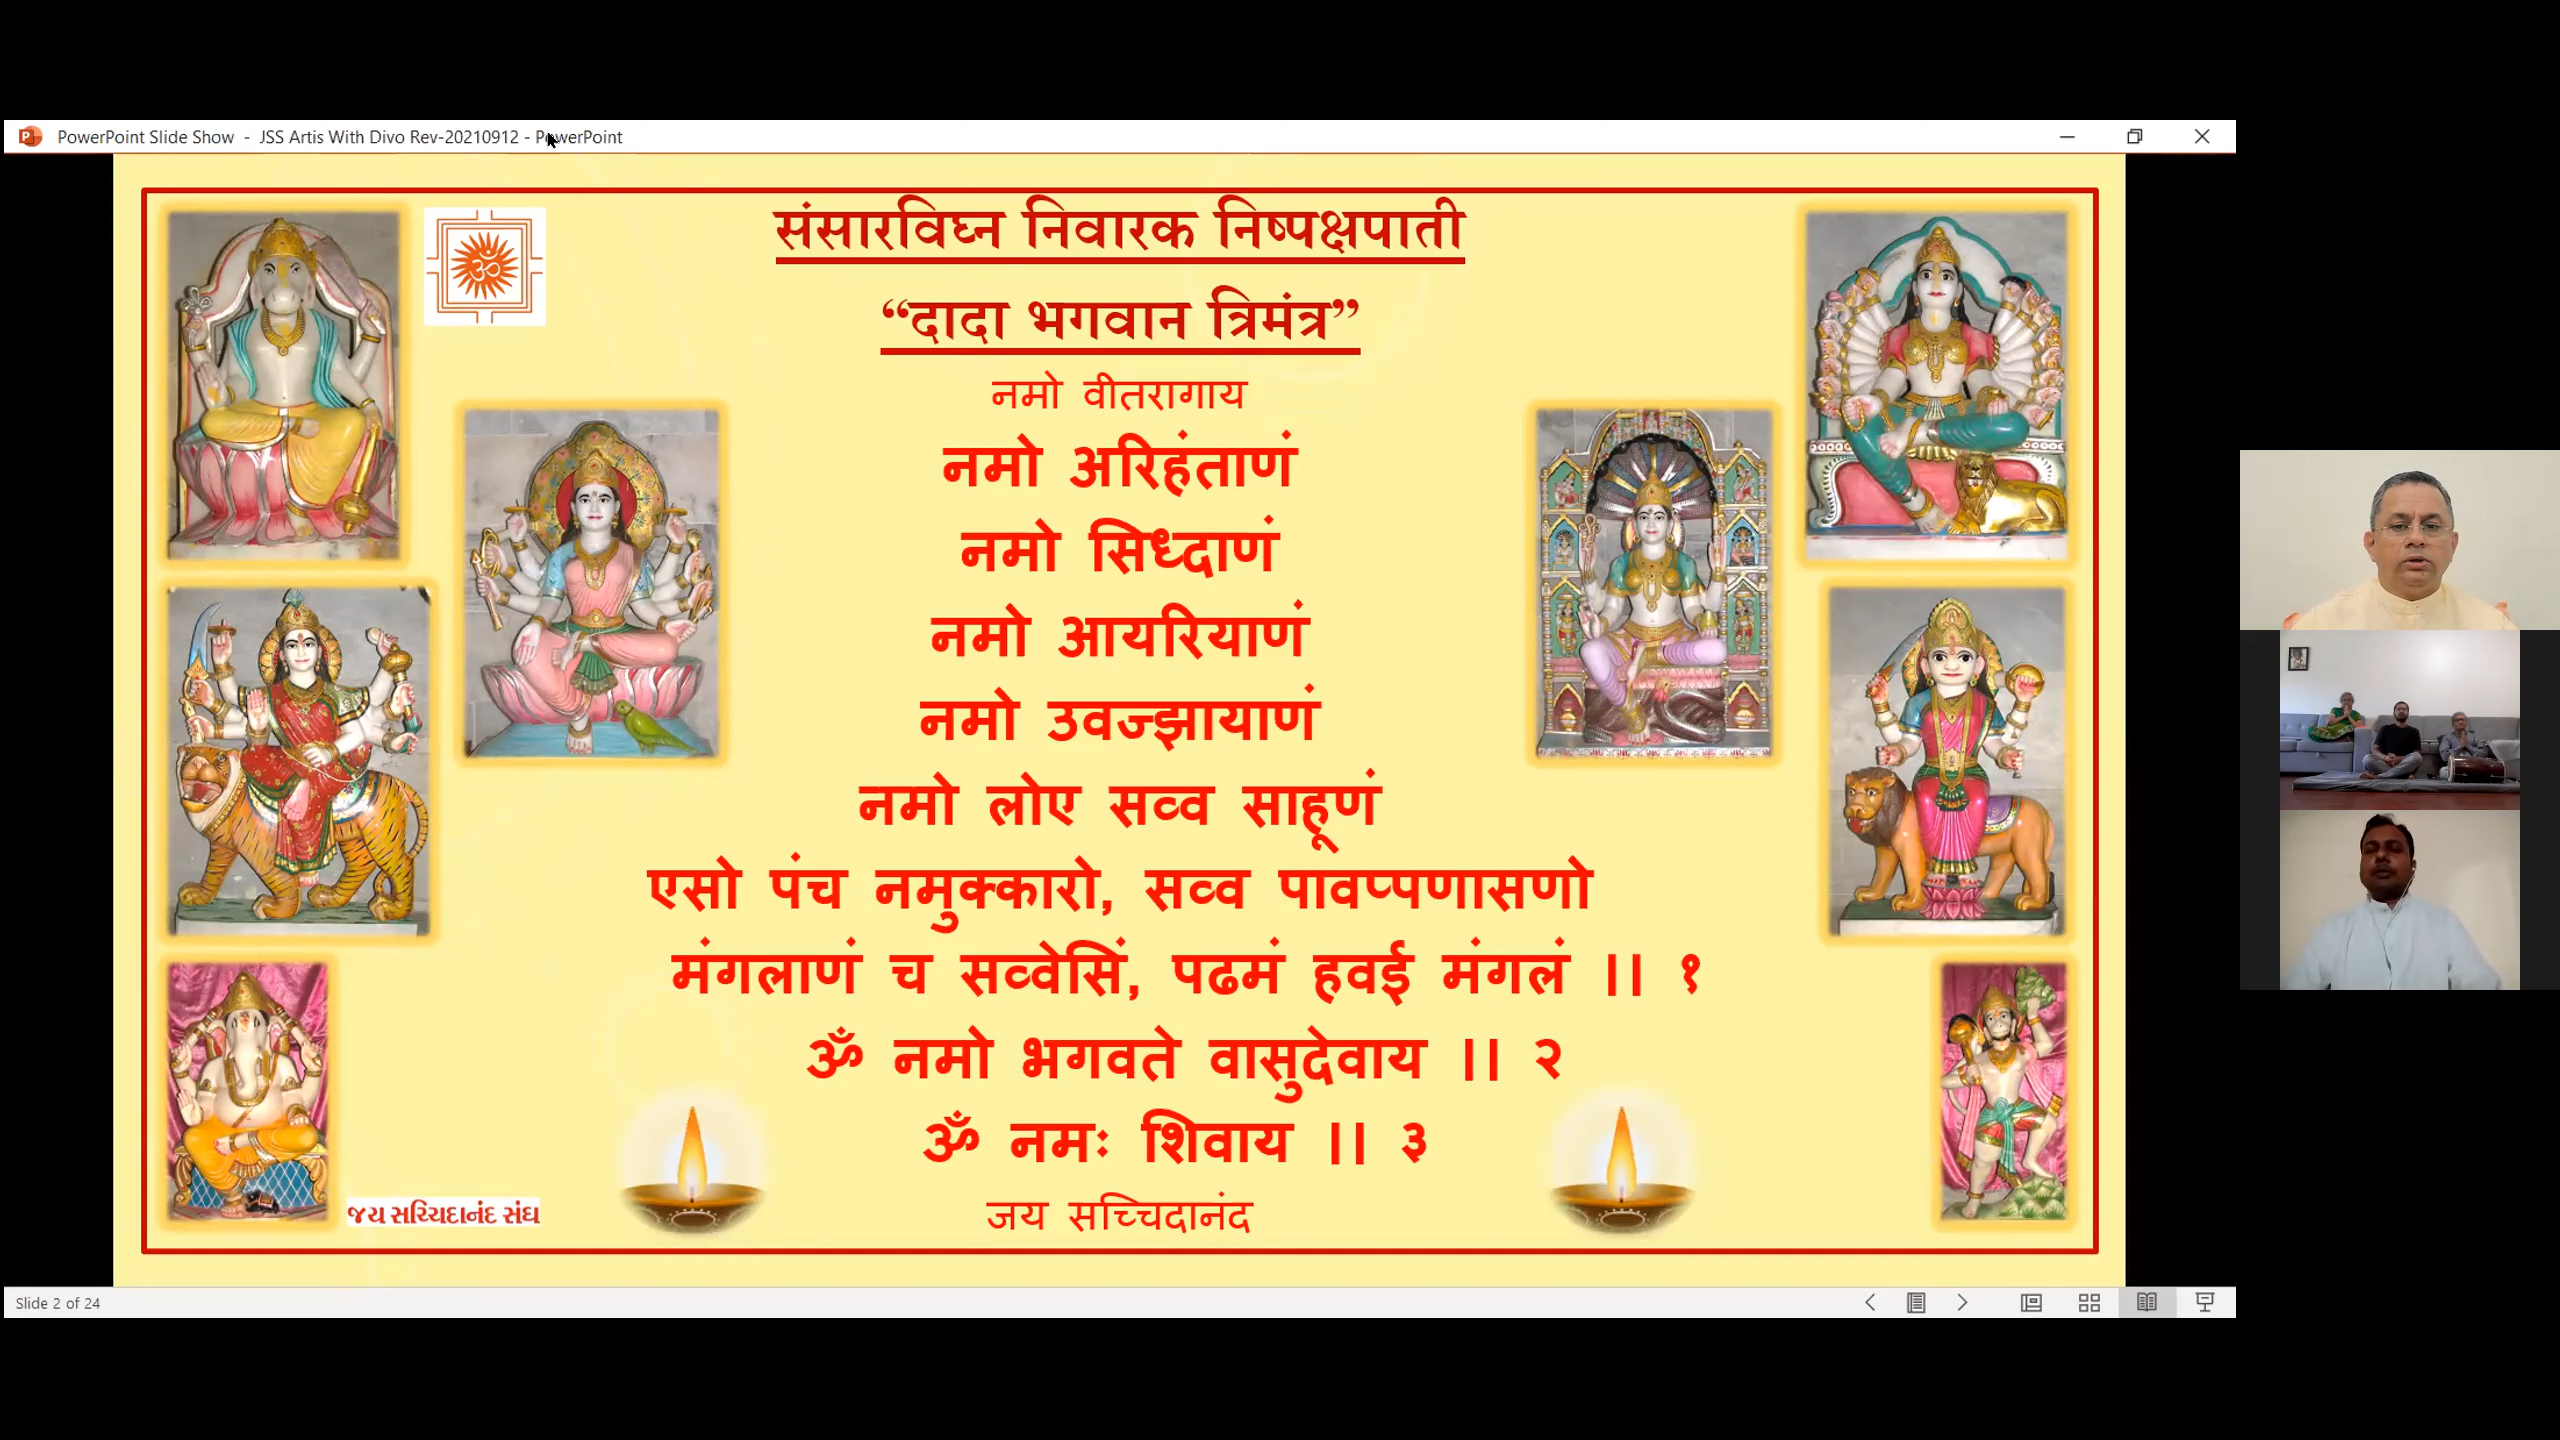 PowerPoint Slide Show - JSS Artis With Divo Rev-20210912 - PowerPoint
संसारविघ्न निवारक निष्पक्षपाती
“दादा भगवान त्रिमंत्र”
नमो वीतरागाय
नमो अरिहंताणं
नमो सिध्दाणं
नमो आयरियाणं
नमो उवज्झायाणं
नमो लोए सव्व साहूणं
एसो पंच नमुक्कारो, सव्व पावप्पणासणो
मंगलाणं च सव्वेसिं, पढमं हवई मंगलं ।। १
ॐ नमो भगवते वासुदेवाय ।। २
ॐ नमः शिवाय ।। ३
जय सच्चिदानंद
જય સચ્ચિદાનંદ સંઘ
Slide 2 of 24